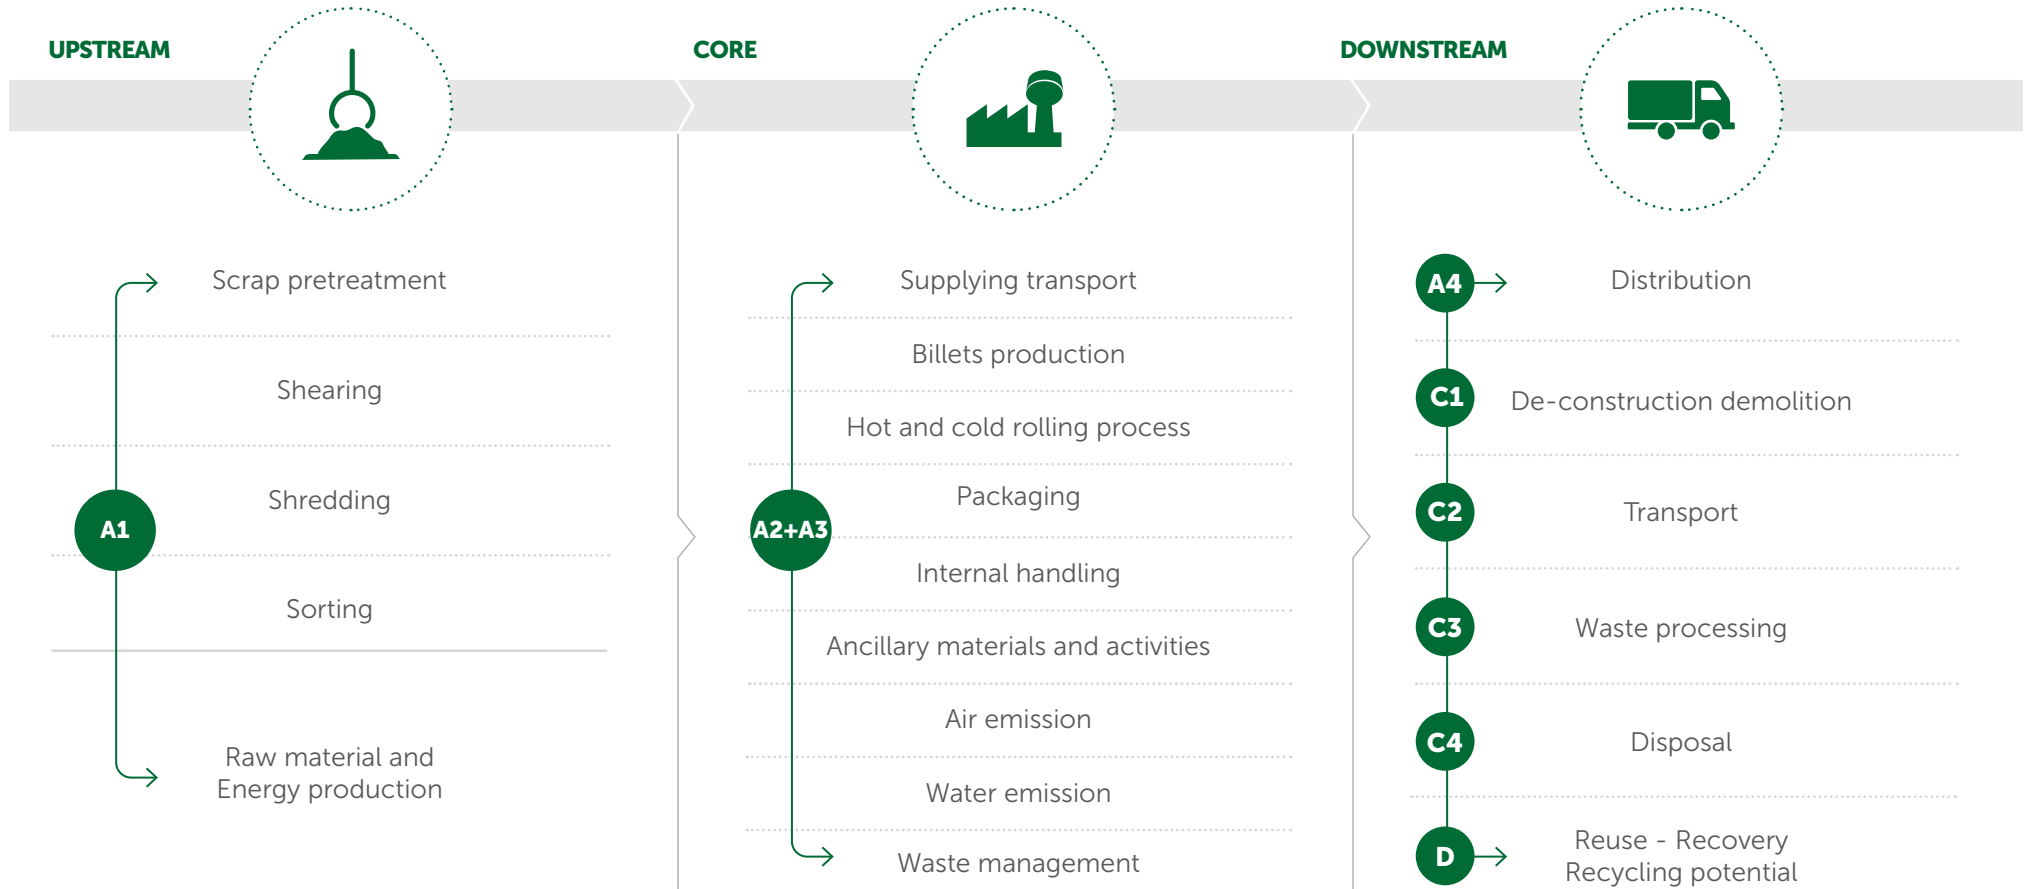 UPSTREAM
Scrap pretreatment
Shearing
Shredding
A1
Sorting
Raw material and
Energy production
CORE
Supplying transport
Billets production
Hot and cold rolling process
Packaging
A2+A3
Internal handling
Ancillary materials and activities
Air emission
Water emission
Waste management
DOWNSTREAM
A4
Distribution
C1
De-construction demolition
C2
Transport
C3
Waste processing
C4
Disposal
D
Reuse - Recovery
Recycling potential